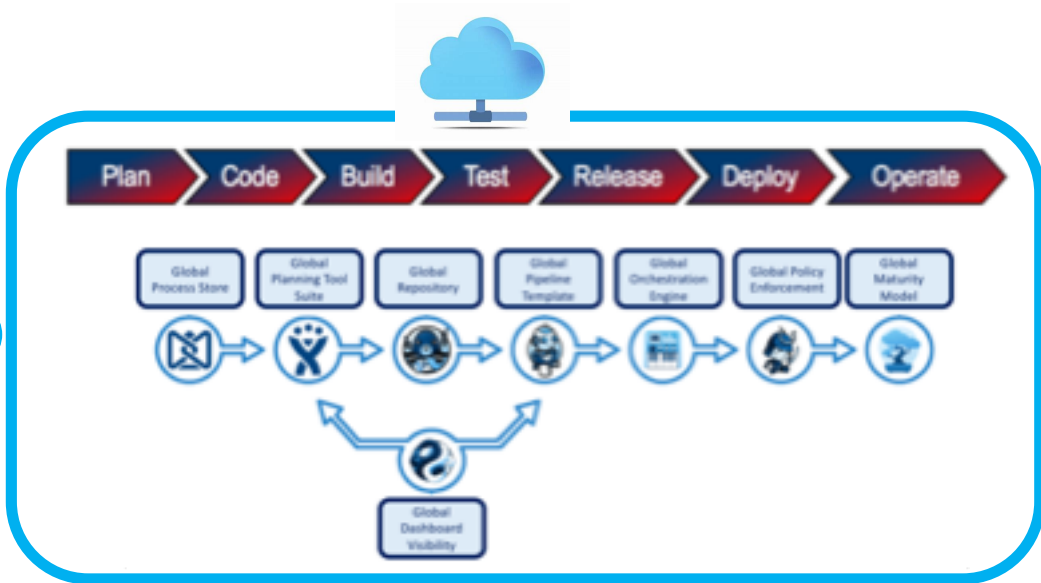 Plan Code Build Test Release Deploy Operate
Global
Process Store
Global
Planning Tool
Suite
Global
Repository
Global
Pipeline
Template
Global
Orchestration
Engine
Global Policy
Enforcement
Global
Maturity
Model
Global
Dashboard
Visibility